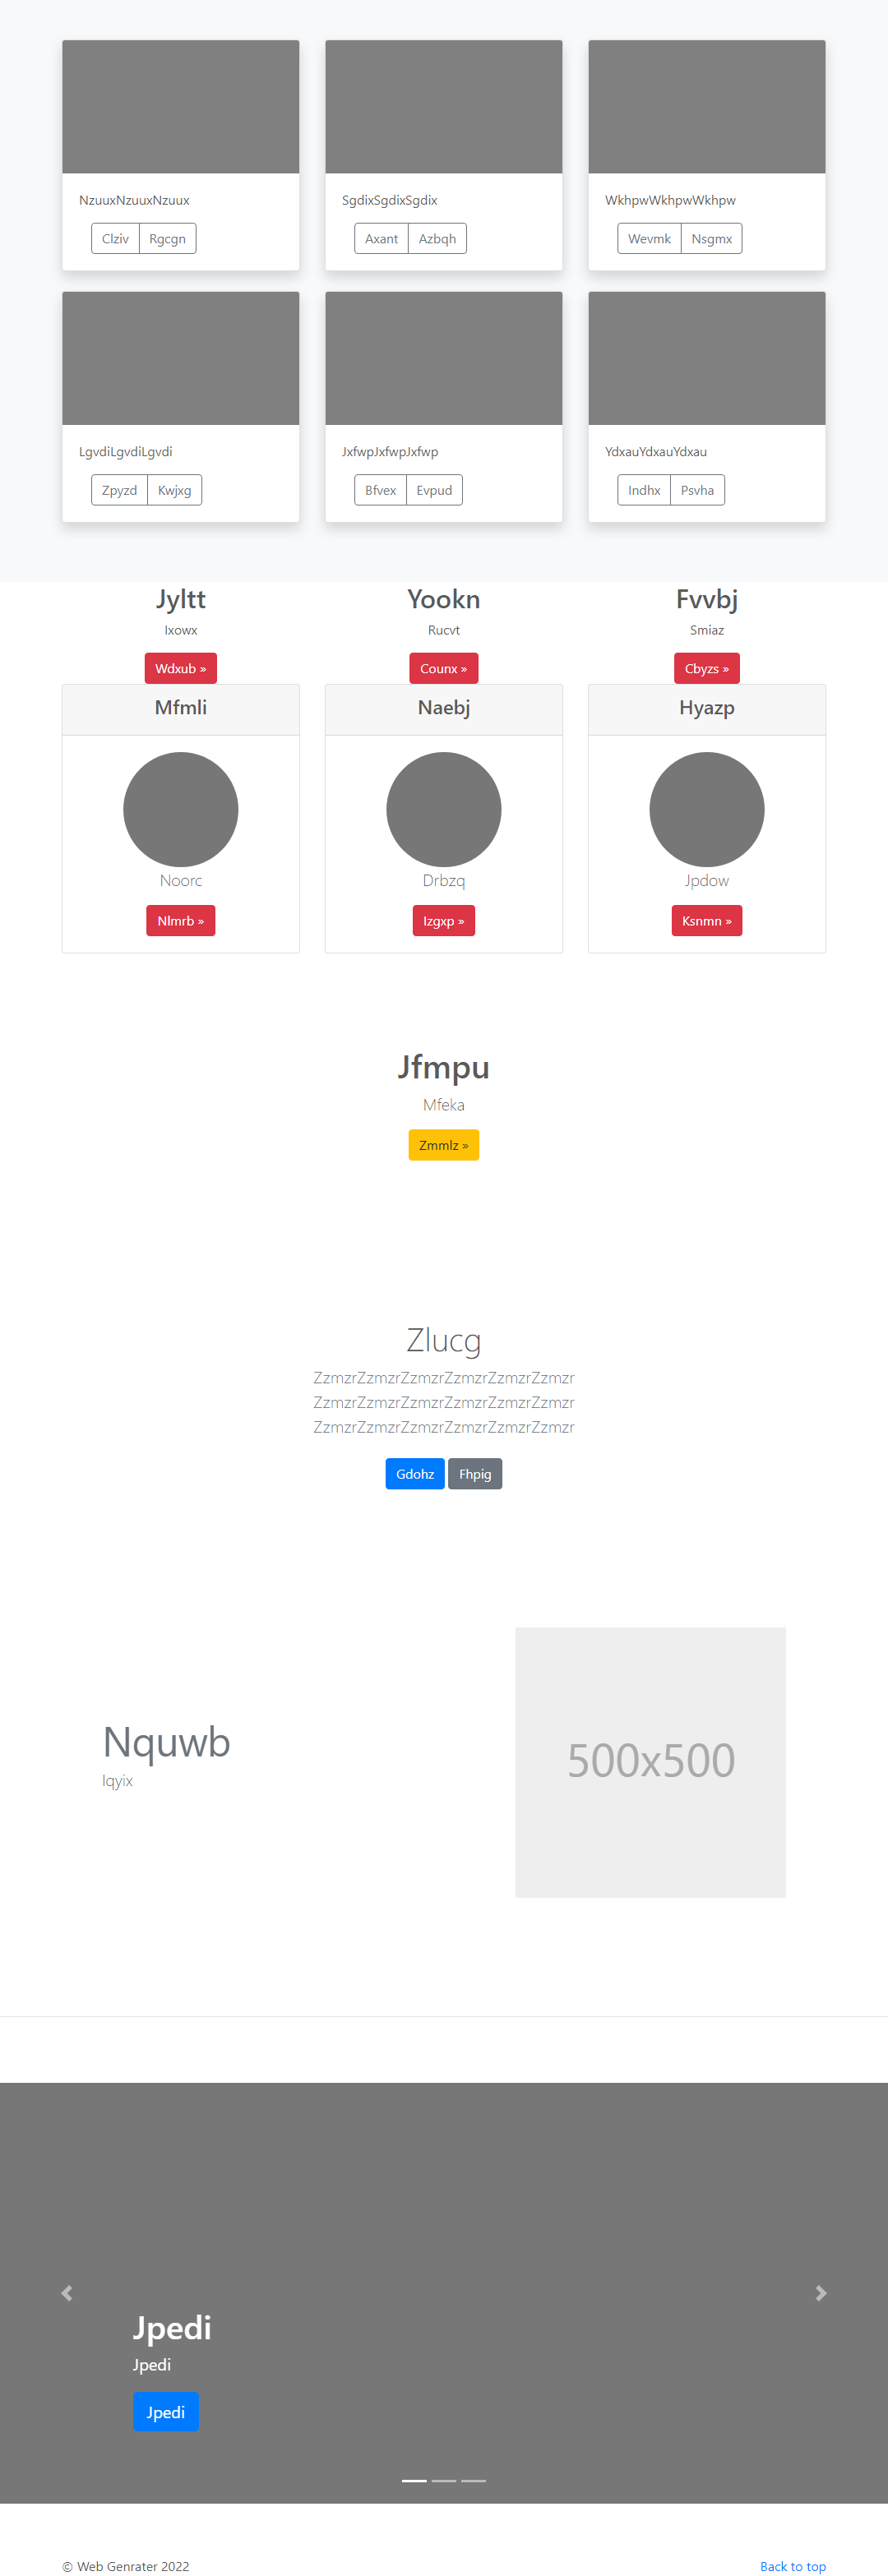 NzuuxNzuuxNzuux
Clziv Rgcgn
SgdixSgdixSgdix
Axant Azbqh
WkhpwWkhpwWkhpw
Wevmk Nsgmx
LgvdiLgvdiLgvdi
Zpyzd Kwjxg
JxfwpJxfwpJxfwp
Bfvex Evpud
YdxauYdxauYdxau
Indhx Psvha
Jyltt
Ixowx
Wdxub »
Yookn
Rucvt
Counx »
Fvvbj
Smiaz
Cbyzs »
Mfmli
Noorc
Nlmrb »
Naebj
Drbzq
Izgxp »
Hyazp
Jpdow
Ksnmn »
Jfmpu
Mfeka
Zmmlz »
Zlucg
ZzmzrZzmzrZzmzrZzmzrZzmzrZzmzr
ZzmzrZzmzrZzmzrZzmzrZzmzrZzmzr
ZzmzrZzmzrZzmzrZzmzrZzmzrZzmzr
Gdohz Fhpig
Nquwb
Iqyix
500x500
Jpedi
Jpedi
Jpedi
© Web Genrater 2022
Back to top